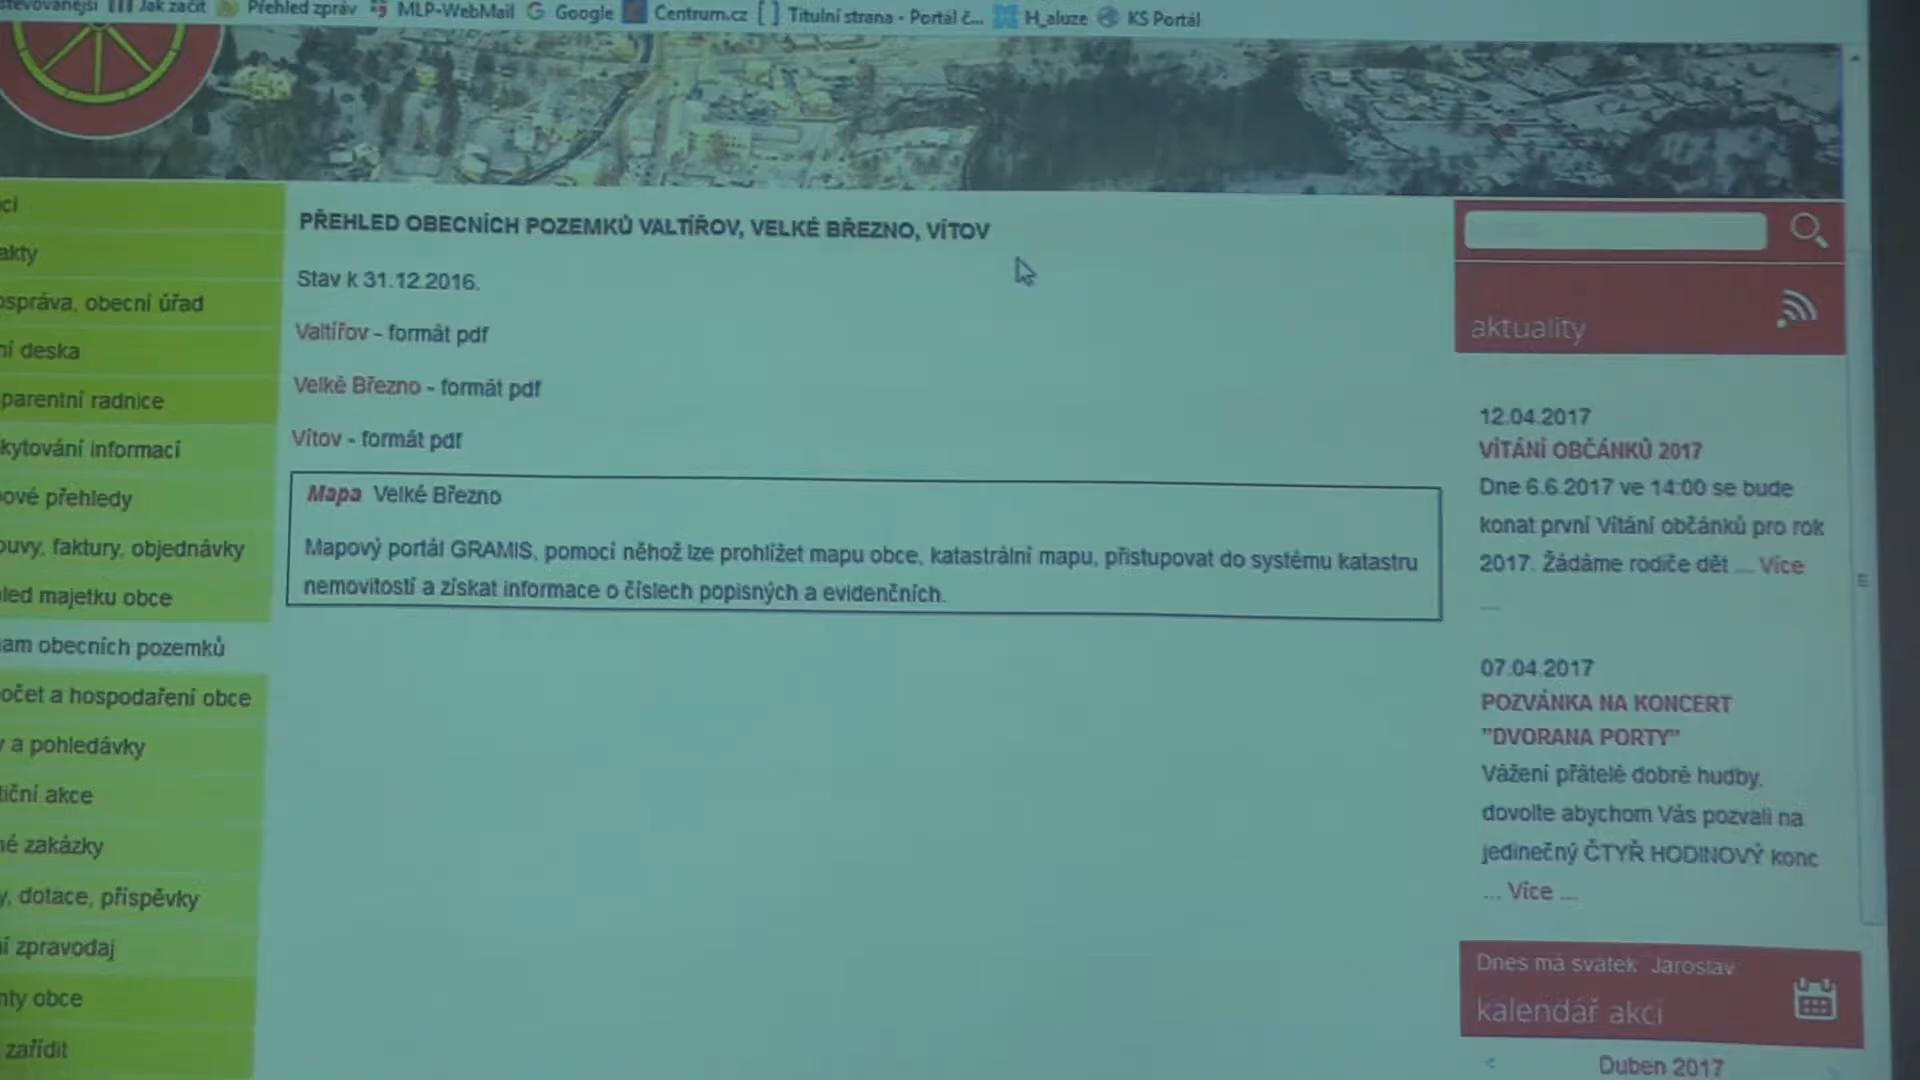 Jak začít Přehled zpráv MLP-WebMail Google Centrum.cz Titulní strana - Portál č... H_aluze KS Portál
PŘEHLED OBECNÍCH POZEMKŮ VALTÍŘOV, VELKÉ BŘEZNO, VÍTOV
Stav k 31.12.2016.
Valtířov - formát pdf
Velké Březno - formát pdf
Vítov - formát pdf
Mapa Velké Březno
Mapový portál GRAMIS, pomocí něhož lze prohlížet mapu obce, katastrální mapu, přistupovat do systému katastru
nemovitostí a získat informace o číslech popisných a evidenčních.
ci
akty
ospráva, obecní úřad
ní deska
parentní radnice
kytování informací
ové přehledy
ouvy, faktury, objednávky
led majetku obce
am obecních pozemků
očet a hospodaření obce
y a pohledávky
tiční akce
né zakázky
y, dotace, příspěvky
í zpravodaj
nty obce
zařídit
aktuality
12.04.2017
VÍTÁNÍ OBČÁNKŮ 2017
Dne 6.6.2017 ve 14:00 se bude
konat první Vítání občánků pro rok
2017. Žádáme rodiče dět ... Více
...
07.04.2017
POZVÁNKA NA KONCERT
"DVORANA PORTY"
Vážení přátelé dobré hudby,
dovolte abychom Vás pozvali na
jedinečný ČTYŘ HODINOVÝ konc
... Více ...
Dnes má svátek Jaroslav
kalendář akcí
< Duben 2017 >